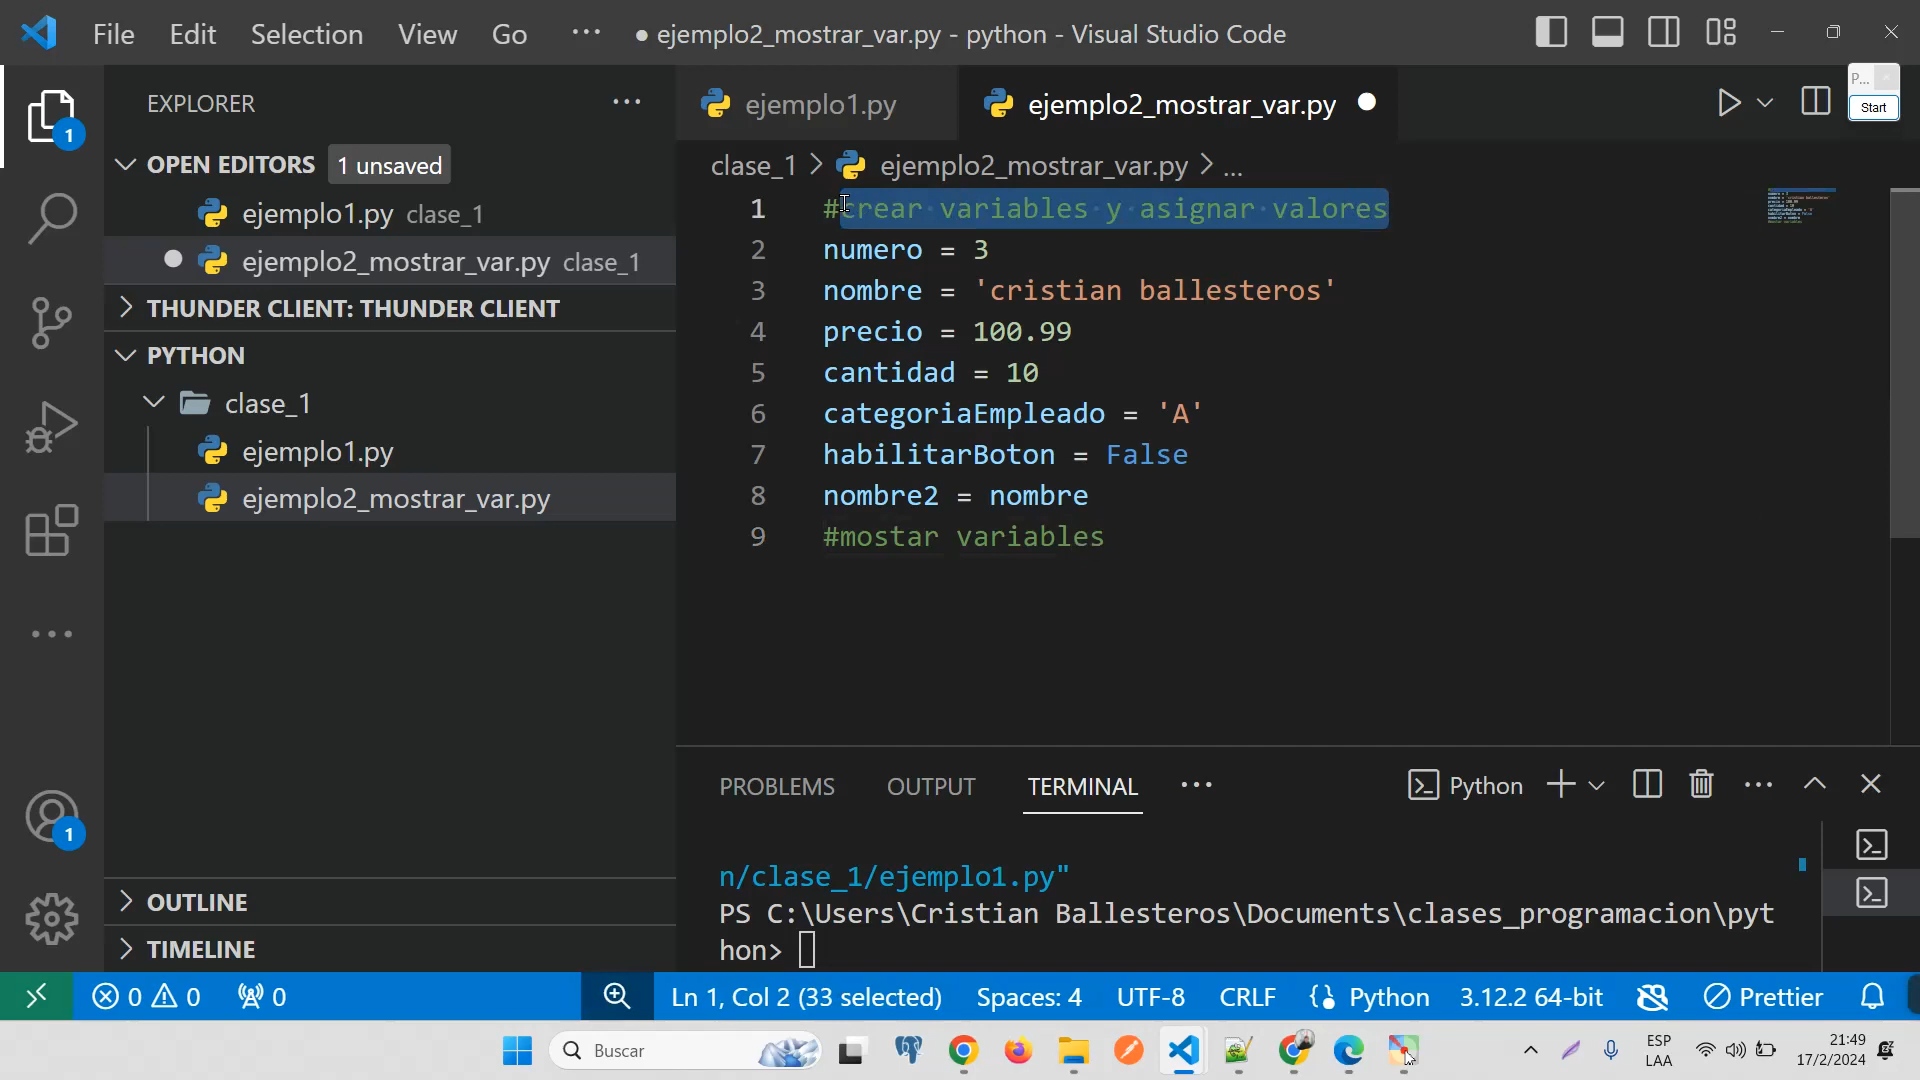 File Edit Selection View Go ··· ● ejemplo2_mostrar_var.py - python - Visual Studio Code
EXPLORER ···
OPEN EDITORS 1 unsaved
ejemplo1.py clase_1
ejemplo2_mostrar_var.py clase_1
THUNDER CLIENT: THUNDER CLIENT
PYTHON
clase_1
ejemplo1.py
ejemplo2_mostrar_var.py
OUTLINE
TIMELINE
1
1
ejemplo1.py ejemplo2_mostrar_var.py
P...
Start
clase_1 > ejemplo2_mostrar_var.py > ...
1 #crear variables y asignar valores
2 numero = 3
3 nombre = 'cristian ballesteros'
4 precio = 100.99
5 cantidad = 10
6 categoriaEmpleado = 'A'
7 habilitarBoton = False
8 nombre2 = nombre
9 #mostar variables
PROBLEMS OUTPUT TERMINAL ··· Python
n/clase_1/ejemplo1.py"
PS C:\Users\Cristian Ballesteros\Documents\clases_programacion\pyt
hon>
0 0 0 Ln 1, Col 2 (33 selected) Spaces: 4 UTF-8 CRLF Python 3.12.2 64-bit Prettier
Buscar
ESP
LAA
21:49
17/2/2024